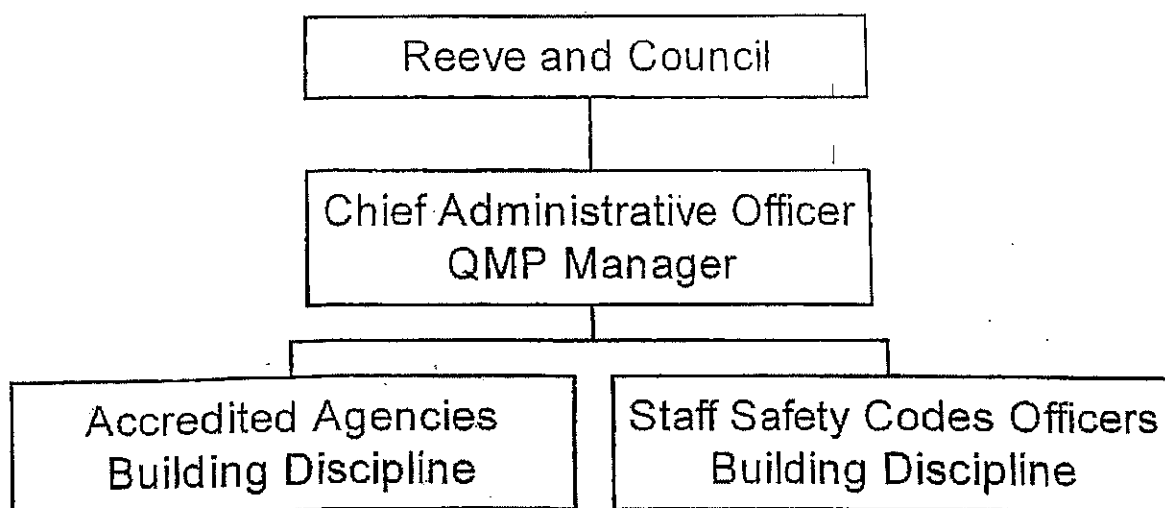 Reeve and Council
Chief Administrative Officer
QMP Manager
Accredited Agencies
Building Discipline
Staff Safety Codes Officers
Building Discipline